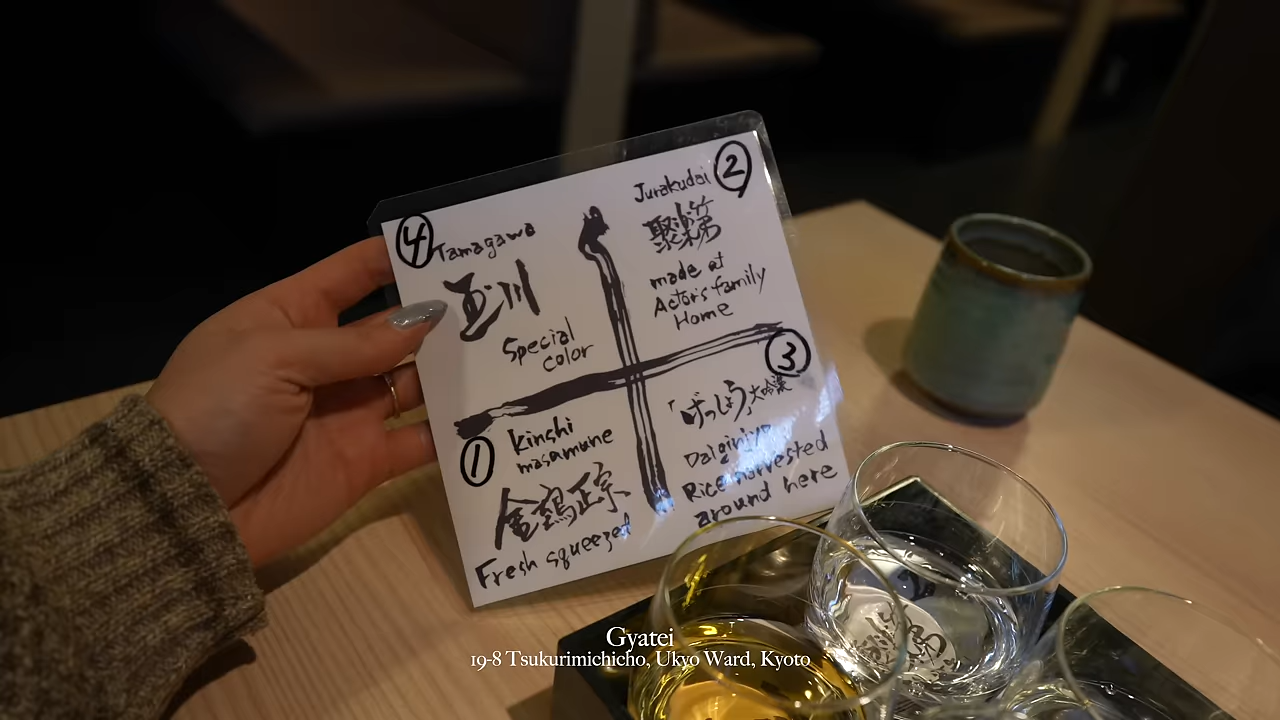 ④ Tamagawa
玉川
Special
color
Jurakudai ②
聚楽第
made at
Actors family
Home
① Kinshi
masamune
金鵄正宗
Fresh squeezed
③
「げっしょう」大吟醸
Daiginjyo
Rice harvested
around here
Gyatei
19-8 Tsukurimichicho, Ukyo Ward, Kyoto